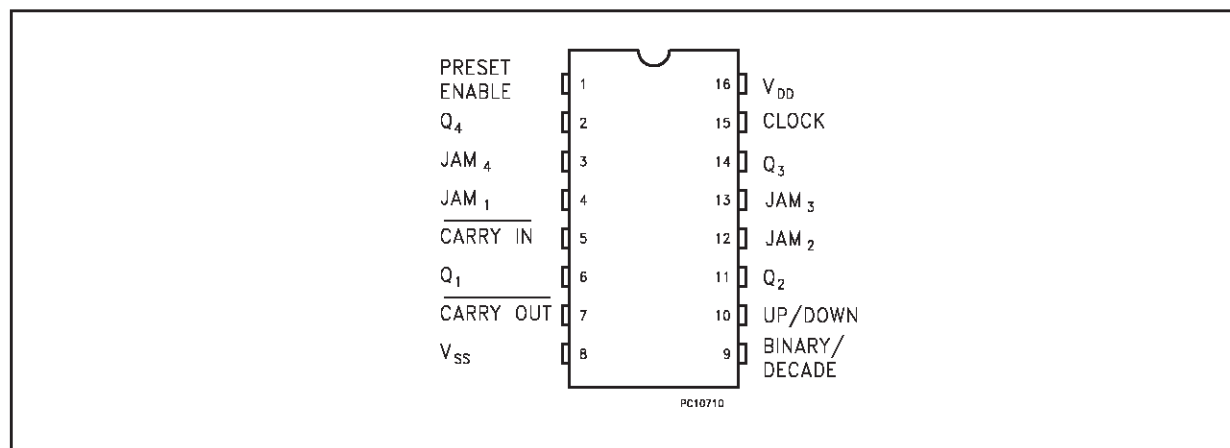 PRESET
ENABLE
1
16
V_DD
Q_4
2
15
CLOCK
JAM_4
3
14
Q_3
JAM_1
4
13
JAM_3
CARRY IN
5
12
JAM_2
Q_1
6
11
Q_2
CARRY OUT
7
10
UP/DOWN
V_SS
8
9
BINARY/
DECADE
PC10710